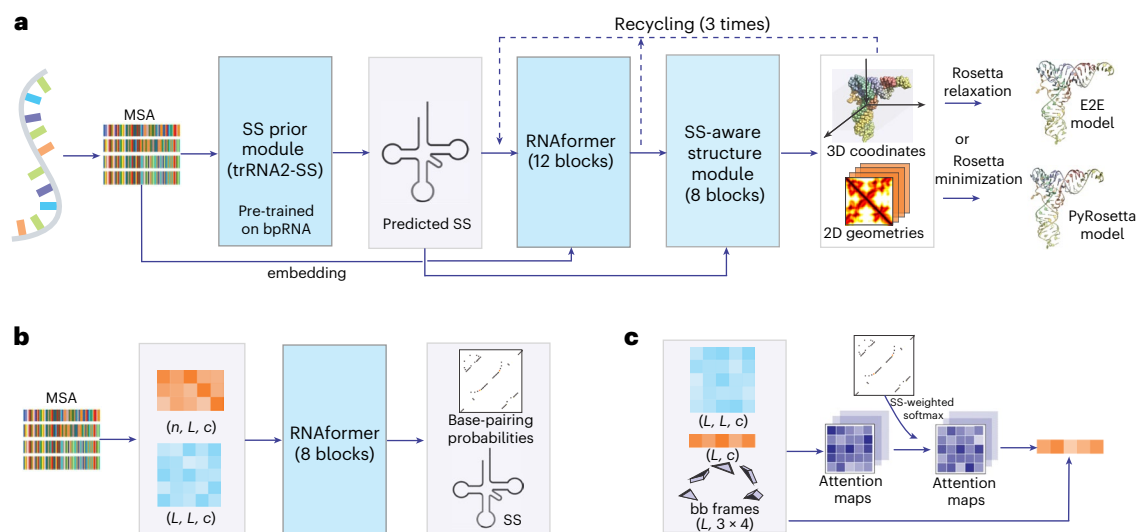 a
Recycling (3 times)
MSA
SS prior
module
(trRNA2-SS)
Pre-trained
on bpRNA
Predicted SS
RNAformer
(12 blocks)
SS-aware
structure
module
(8 blocks)
3D coordinates
2D geometries
Rosetta
relaxation
or
Rosetta
minimization
E2E
model
PyRosetta
model
embedding
b
MSA
(n, L, c)
(L, L, c)
RNAformer
(8 blocks)
Base-pairing
probabilities
SS
c
(L, L, c)
(L, c)
bb frames
(L, 3 × 4)
SS-weighted
softmax
Attention
maps
Attention
maps